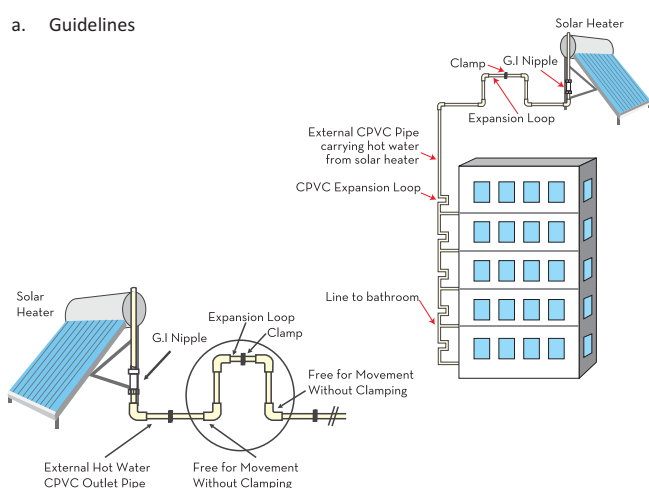 a. Guidelines
Solar Heater
Clamp
G.I Nipple
Expansion Loop
External CPVC Pipe
carrying hot water
from solar heater
CPVC Expansion Loop
Line to bathroom
Solar
Heater
G.I Nipple
Expansion Loop
Clamp
Free for Movement
Without Clamping
External Hot Water
CPVC Outlet Pipe
Free for Movement
Without Clamping